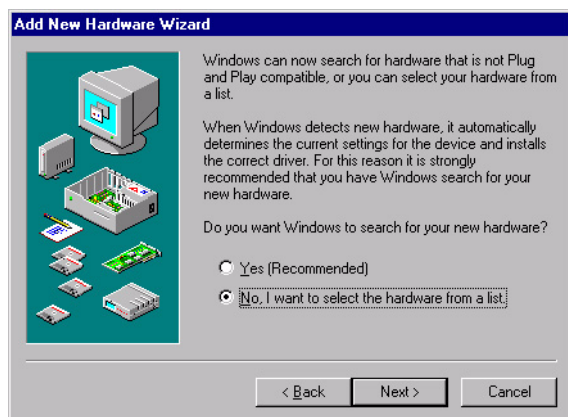 Add New Hardware Wizard
Windows can now search for hardware that is not Plug
and Play compatible, or you can select your hardware from
a list.
When Windows detects new hardware, it automatically
determines the current settings for the device and installs
the correct driver. For this reason it is strongly
recommended that you have Windows search for your
new hardware.
Do you want Windows to search for your new hardware?
Yes (Recommended)
No, I want to select the hardware from a list.
< Back
Next >
Cancel